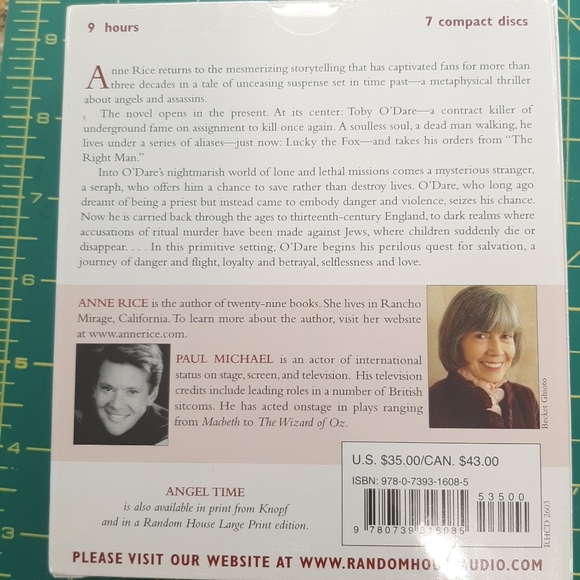 9 hours
7 compact discs
Anne Rice returns to the mesmerizing storytelling that has captivated fans for more than
three decades in a tale of unceasing suspense set in time past—a metaphysical thriller
about angels and assassins.
The novel opens in the present. At its center: Toby O'Dare—a contract killer of
underground fame on assignment to kill once again. A soulless soul, a dead man walking, he
lives under a series of aliases—just now: Lucky the Fox—and takes his orders from "The
Right Man."
Into O'Dare's nightmarish world of lone and lethal missions comes a mysterious stranger,
a seraph, who offers him a chance to save rather than destroy lives. O'Dare, who long ago
dreamt of being a priest but instead came to embody danger and violence, seizes his chance.
Now he is carried back through the ages to thirteenth-century England, to dark realms where
accusations of ritual murder have been made against Jews, where children suddenly die or
disappear. . . . In this primitive setting, O'Dare begins his perilous quest for salvation, a
journey of danger and flight, loyalty and betrayal, selflessness and love.
ANNE RICE is the author of twenty-nine books. She lives in Rancho
Mirage, California. To learn more about the author, visit her website
at www.annerice.com.
PAUL MICHAEL is an actor of international
status on stage, screen, and television. His television
credits include leading roles in a number of British
sitcoms. He has acted onstage in plays ranging
from Macbeth to The Wizard of Oz.
Becket Ghioto
U.S. $35.00/CAN. $43.00
ISBN: 978-0-7393-1608-5
53500
9 780739 316085
RHCD 2603
ANGEL TIME
is also available in print from Knopf
and in a Random House Large Print edition.
PLEASE VISIT OUR WEBSITE AT WWW.RANDOMHOUSEAUDIO.COM
9
8
7
6
5
4
3